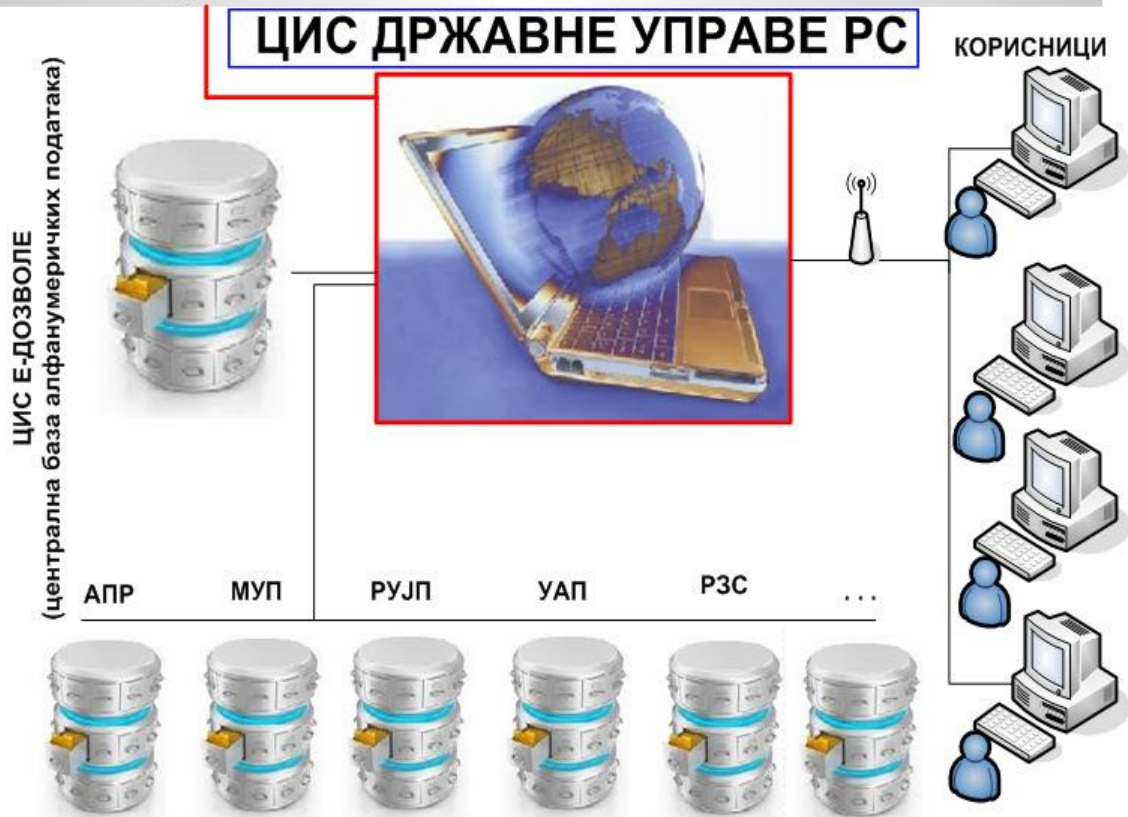 ЦИС ДРЖАВНЕ УПРАВЕ РС
КОРИСНИЦИ
ЦИС Е-ДОЗВОЛЕ
(централна база алфанумеричких података)
АПР
МУП
РУЈП
УАП
РЗС
...